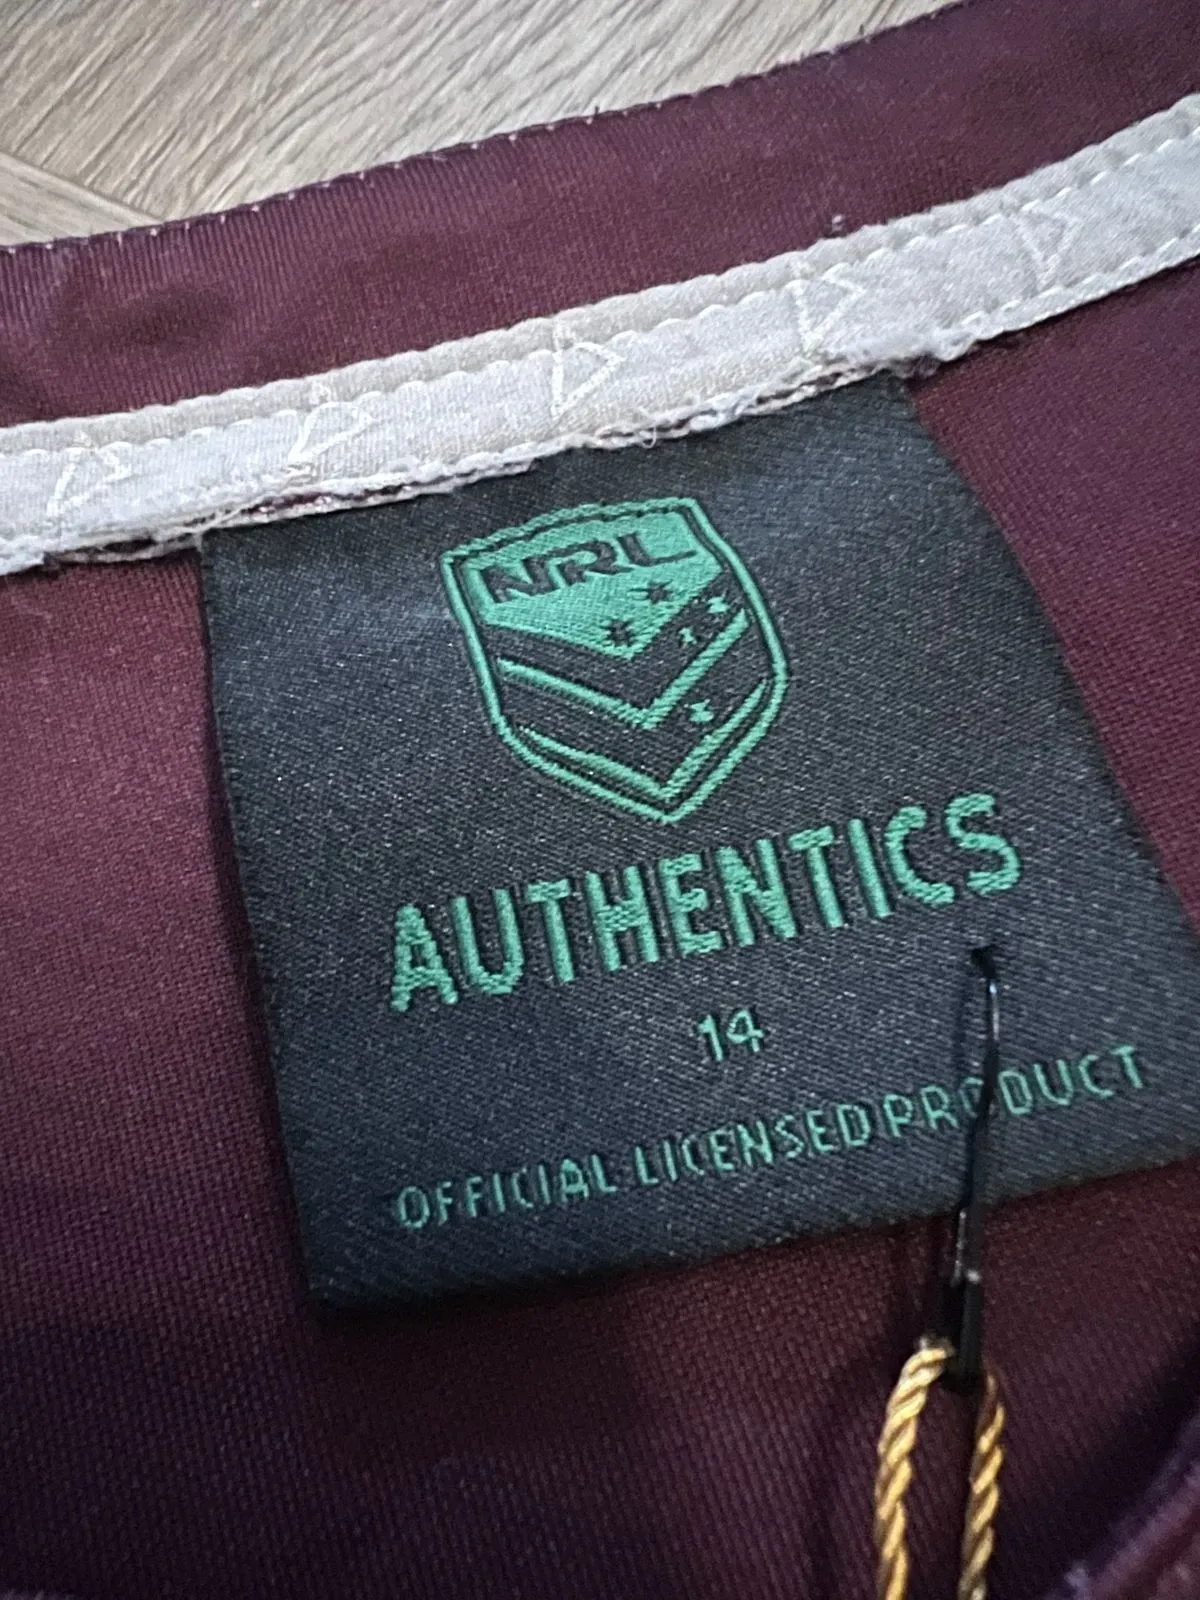 NRL
AUTHENTICS
14
OFFICIAL LICENSED PRODUCT